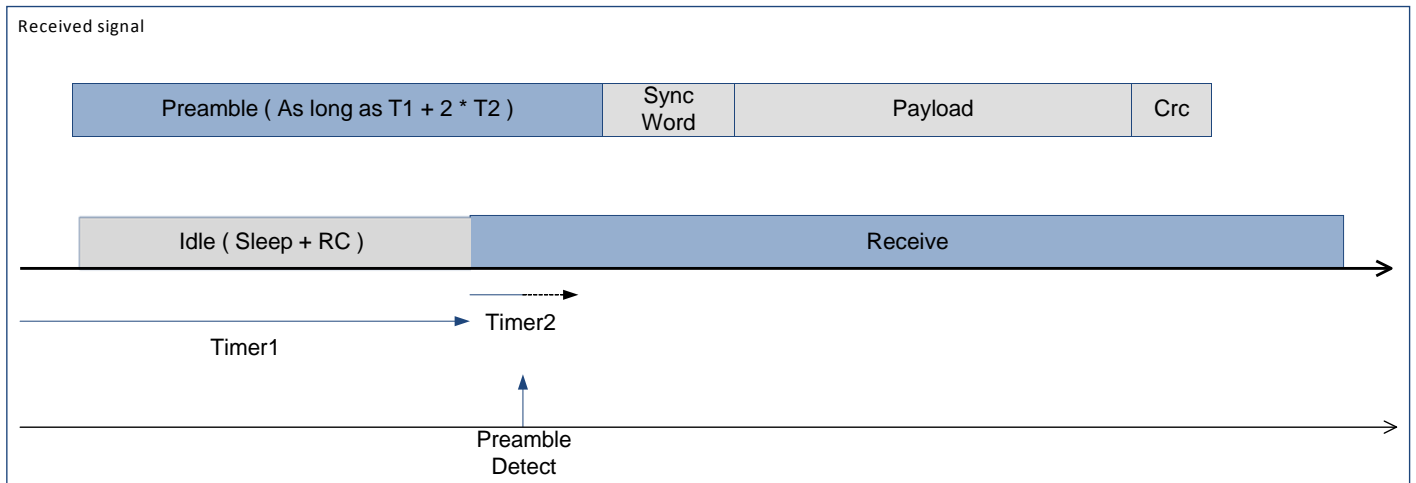 Received signal
Preamble ( As long as T1 + 2 * T2 )
Sync
Word
Payload
Crc
Idle ( Sleep + RC )
Receive
Timer2
Timer1
Preamble
Detect